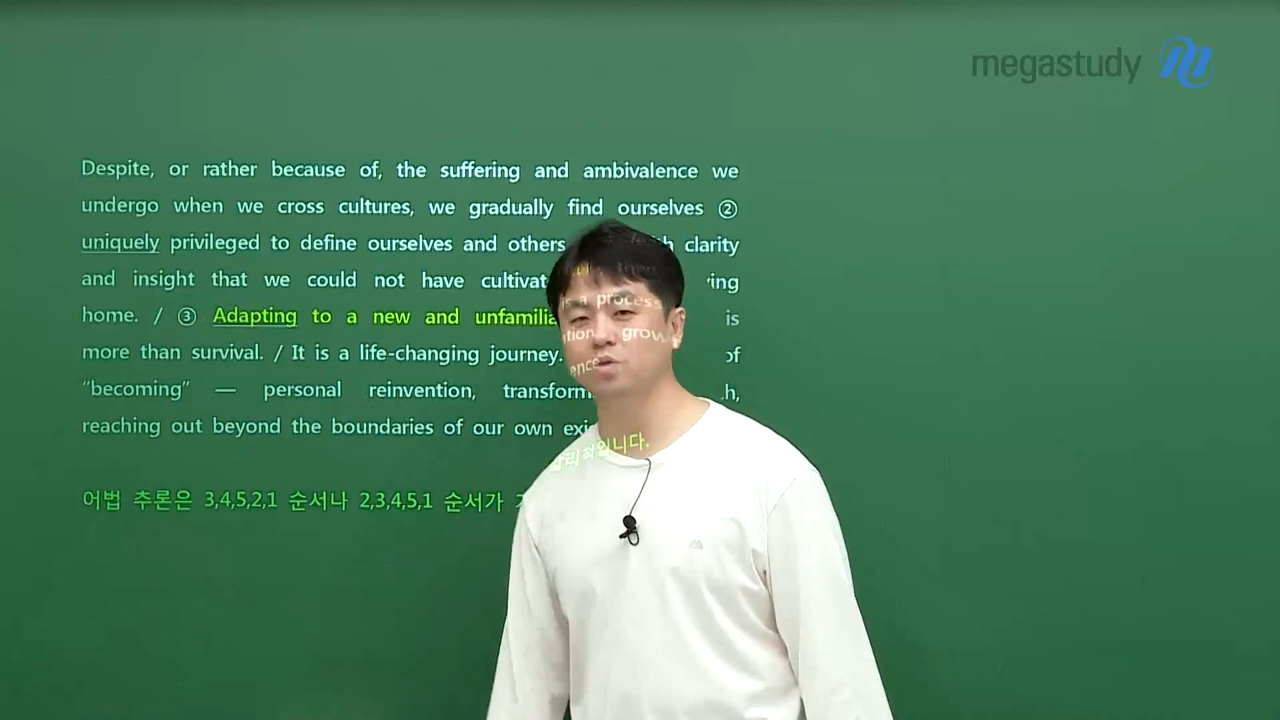 megastudy
Despite, or rather because of, the suffering and ambivalence we
undergo when we cross cultures, we gradually find ourselves ②
uniquely privileged to define ourselves and others clarity
and insight that we could not have
home. / ③ Adapting to a new and is
more than survival. / It is a life-changing journey. is a process of
“becoming” — personal reinvention,
reaching out beyond the boundaries of our own
어법 추론은 3,4,5,2,1 순서나 2,3,4,5,1 순서가